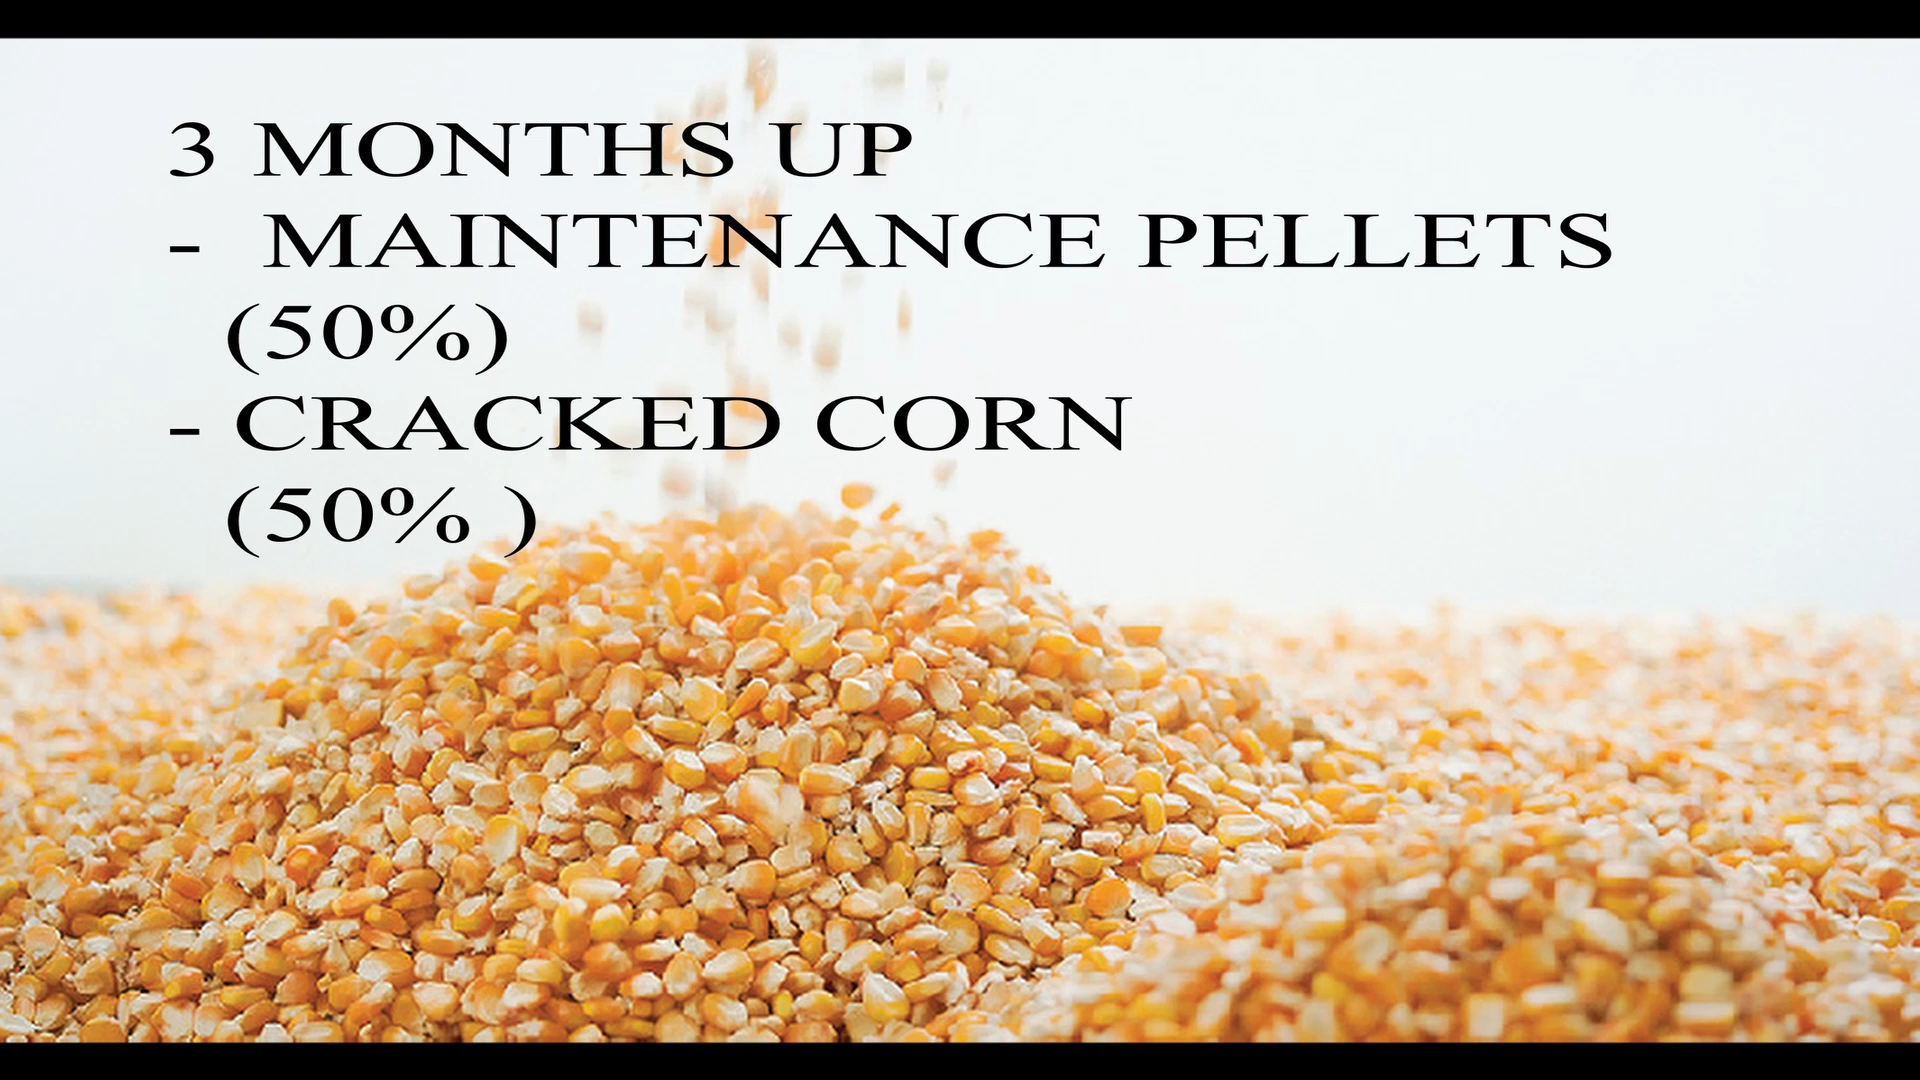 3 MONTHS UP
- MAINTENANCE PELLETS
(50%)
- CRACKED CORN
(50% )